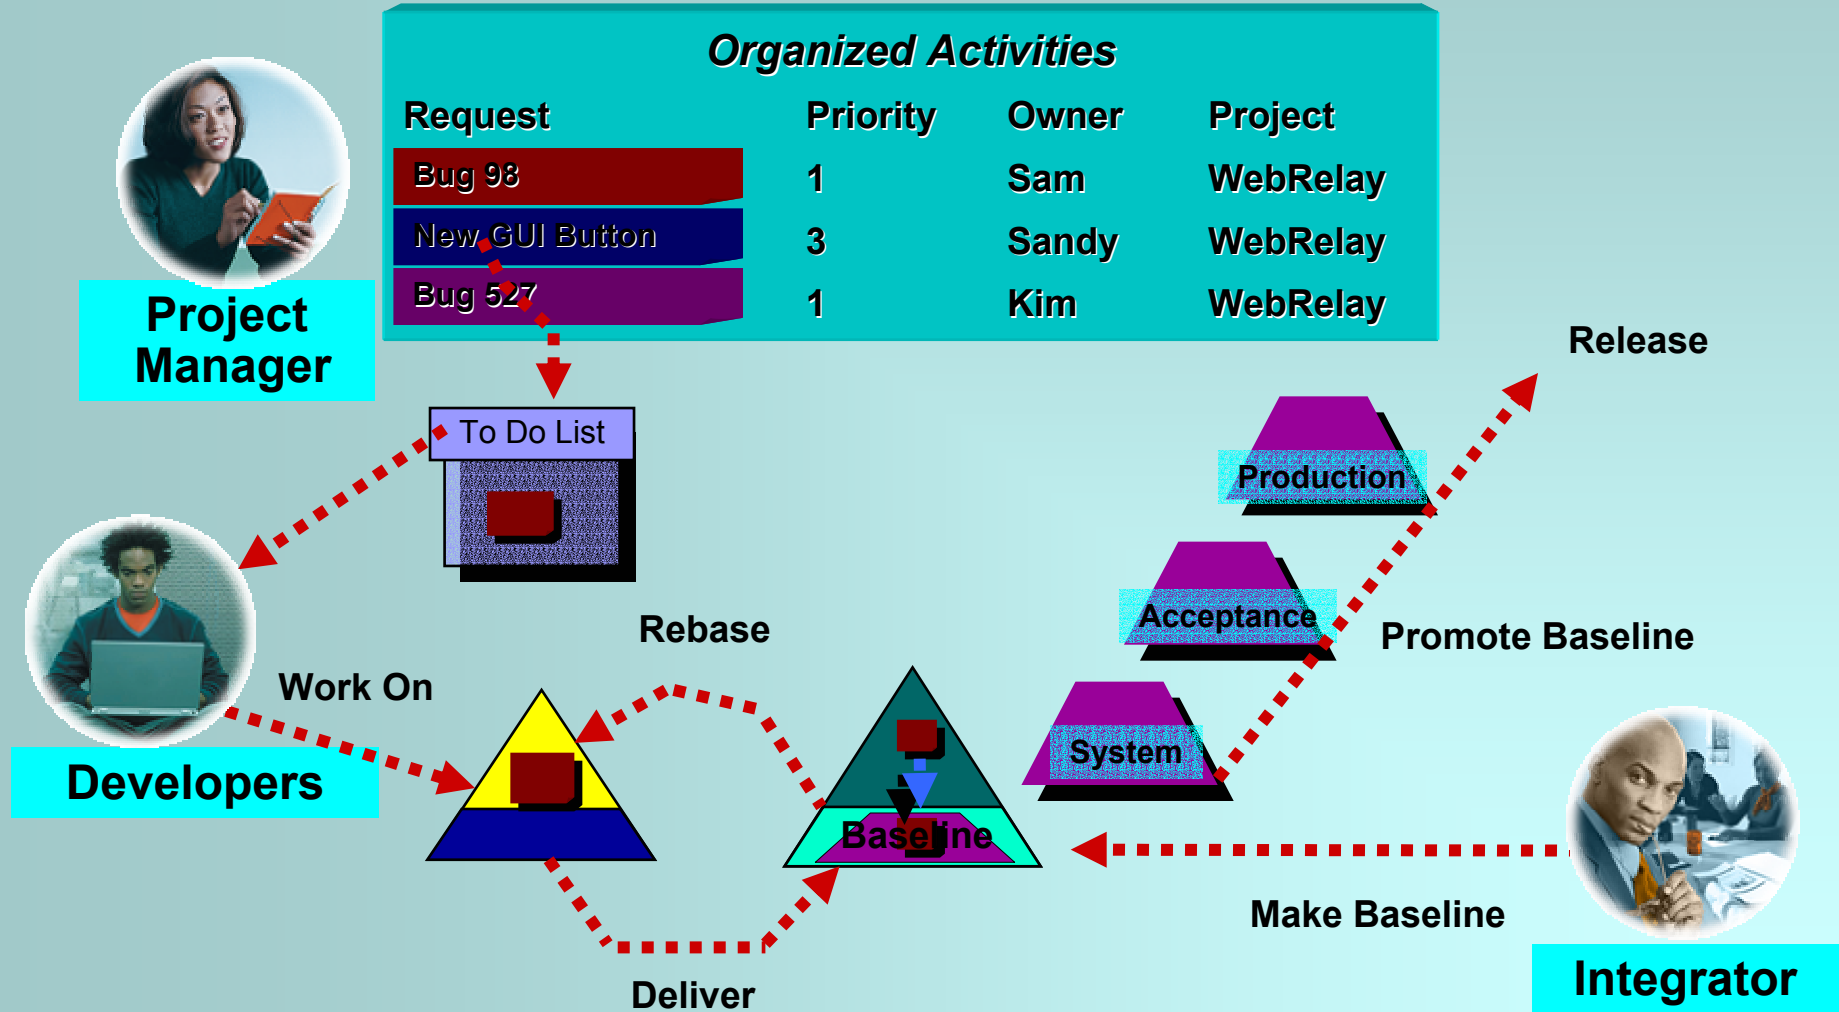 Organized Activities
Request Priority Owner Project
Bug 98 1 Sam WebRelay
New GUI Button 3 Sandy WebRelay
Bug 527 1 Kim WebRelay
Project
Manager
To Do List
Release
Production
Acceptance
Promote Baseline
System
Rebase
Work On
Developers
Baseline
Make Baseline
Deliver
Integrator